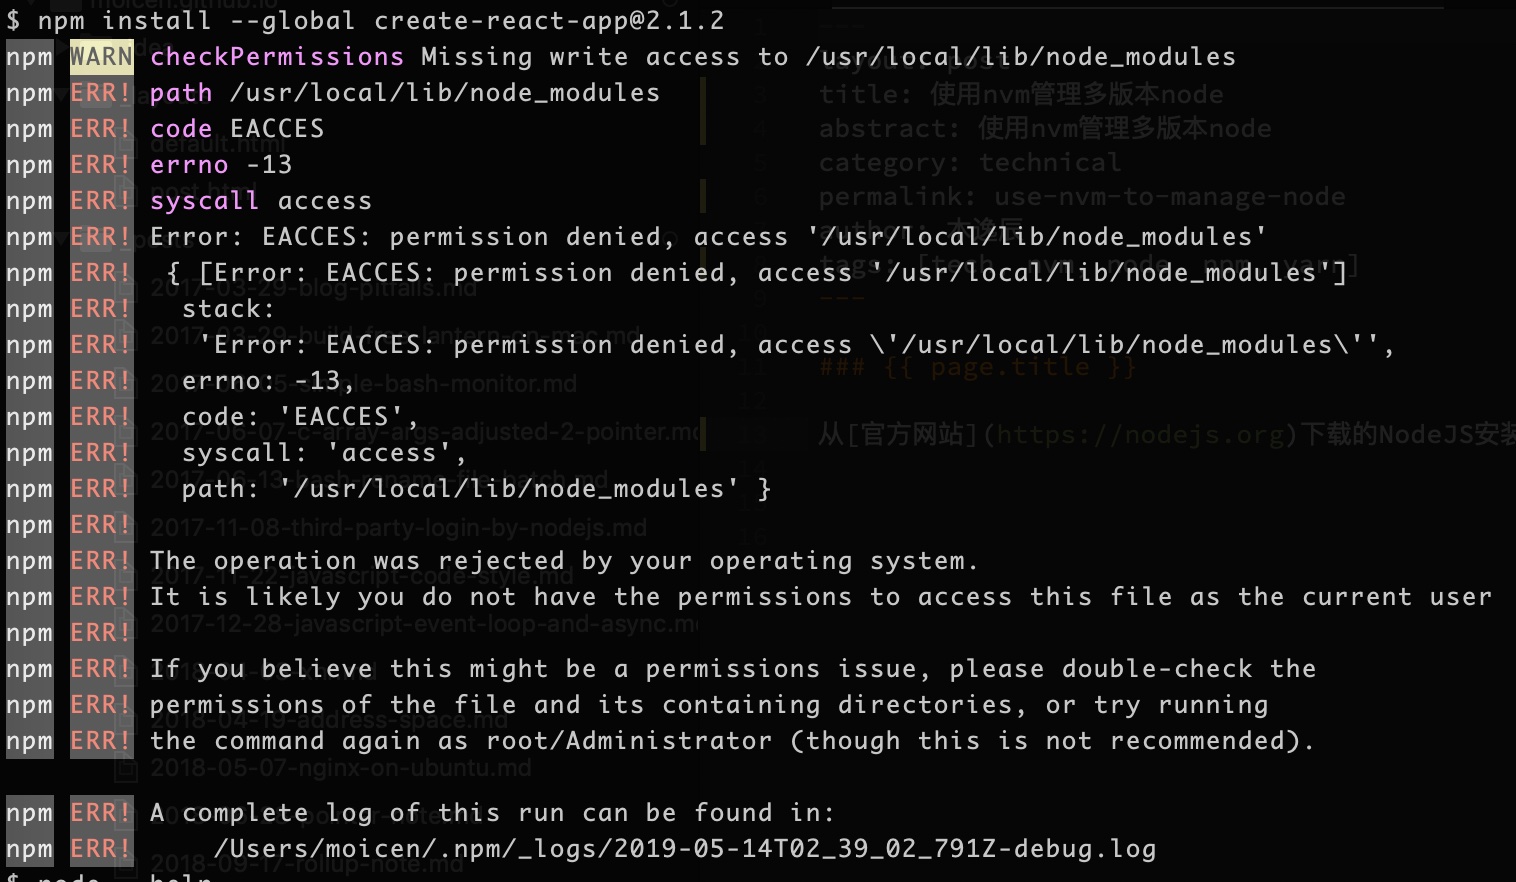 $ npm install --global create-react-app@2.1.2
npm WARN checkPermissions Missing write access to /usr/local/lib/node_modules
npm ERR! path /usr/local/lib/node_modules
npm ERR! code EACCES
npm ERR! errno -13
npm ERR! syscall access
npm ERR! Error: EACCES: permission denied, access '/usr/local/lib/node_modules'
npm ERR!  { [Error: EACCES: permission denied, access '/usr/local/lib/node_modules']
npm ERR!   stack:
npm ERR!    'Error: EACCES: permission denied, access \'/usr/local/lib/node_modules\'',
npm ERR!   errno: -13,
npm ERR!   code: 'EACCES',
npm ERR!   syscall: 'access',
npm ERR!   path: '/usr/local/lib/node_modules' }
npm ERR!
npm ERR! The operation was rejected by your operating system.
npm ERR! It is likely you do not have the permissions to access this file as the current user
npm ERR!
npm ERR! If you believe this might be a permissions issue, please double-check the
npm ERR! permissions of the file and its containing directories, or try running
npm ERR! the command again as root/Administrator (though this is not recommended).
npm ERR! A complete log of this run can be found in:
npm ERR!     /Users/moicen/.npm/_logs/2019-05-14T02_39_02_791Z-debug.log
default.html
2017-03-29-blog-pitfalls.md
2017-11-08-third-party-login-by-nodejs.md
2017-11-22-javascript-code-style.md
2017-12-28-javascript-event-loop-and-async.m
2018-04-19-address-space.md
2018-05-07-nginx-on-ubuntu.md
2018-09-17-rollup-note.md
layout: post
title: 使用nvm管理多版本node
abstract: 使用nvm管理多版本node
category: technical
permalink: use-nvm-to-manage-node
tags: [tech, nvm, node, npm, yarn]
---
### {{ page.title }}
从[官方网站](https://nodejs.org)下载的NodeJS安装